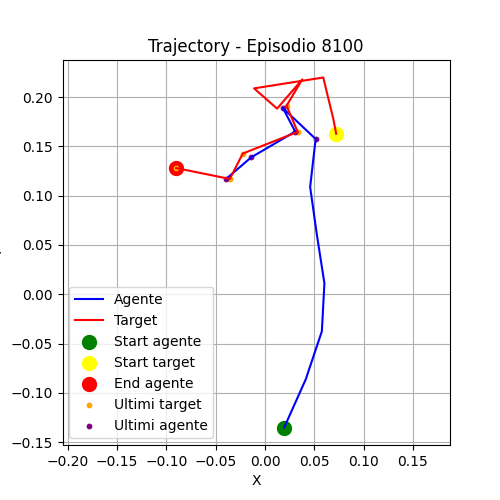 Trajectory - Episodio 8100
0.20
0.15
0.10
0.05
0.00
−0.05
−0.10
−0.15
Agente
Target
Start agente
Start target
End agente
Ultimi target
Ultimi agente
−0.20 −0.15 −0.10 −0.05 0.00 0.05 0.10 0.15
X